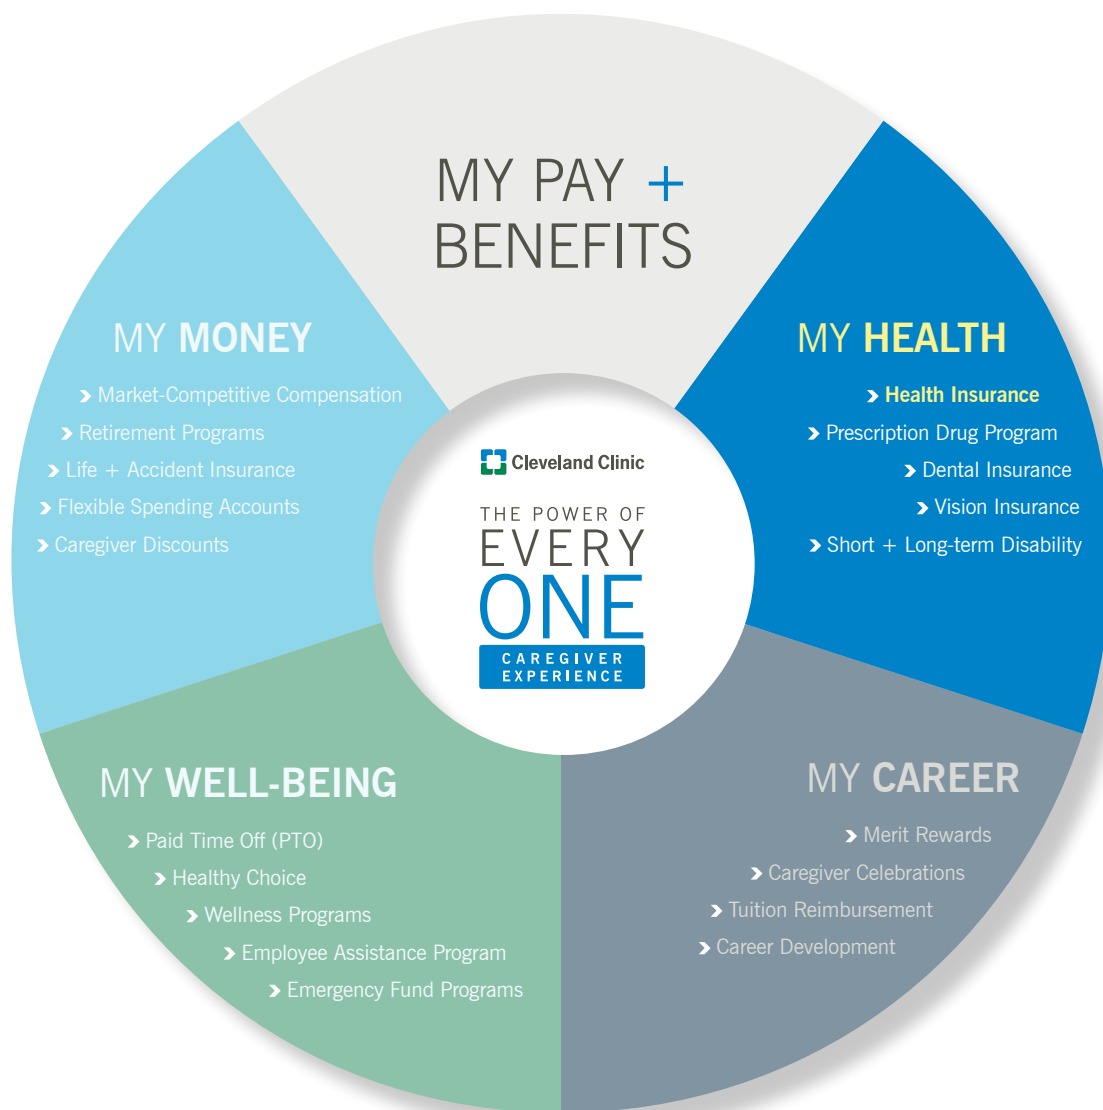 MY PAY +
BENEFITS
MY MONEY
› Market-Competitive Compensation
› Retirement Programs
› Life + Accident Insurance
› Flexible Spending Accounts
› Caregiver Discounts
MY HEALTH
› Health Insurance
› Prescription Drug Program
› Dental Insurance
› Vision Insurance
› Short + Long-term Disability
Cleveland Clinic
THE POWER OF
EVERY
ONE
CAREGIVER
EXPERIENCE
MY WELL-BEING
› Paid Time Off (PTO)
› Healthy Choice
› Wellness Programs
› Employee Assistance Program
› Emergency Fund Programs
MY CAREER
› Merit Rewards
› Caregiver Celebrations
› Tuition Reimbursement
› Career Development